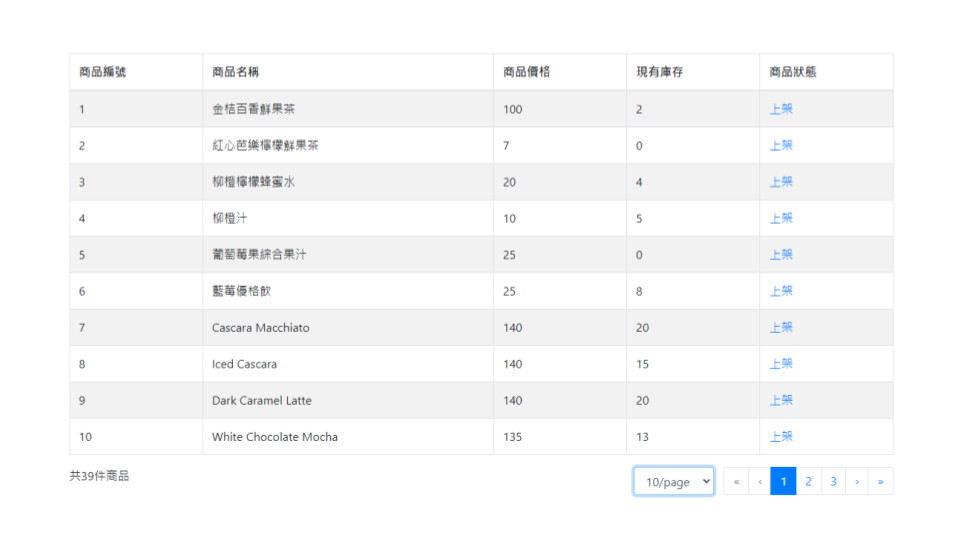 商品編號 商品名稱 商品價格 現有庫存 商品狀態
1 金桔百香鮮果茶 100 2 上架
2 紅心芭樂檸檬鮮果茶 7 0 上架
3 柳橙檸檬蜂蜜水 20 4 上架
4 柳橙汁 10 5 上架
5 葡萄莓果綜合果汁 25 0 上架
6 藍莓優格飲 25 8 上架
7 Cascara Macchiato 140 20 上架
8 Iced Cascara 140 15 上架
9 Dark Caramel Latte 140 20 上架
10 White Chocolate Mocha 135 13 上架
共39件商品 10/page « ‹ 1 2 3 › »